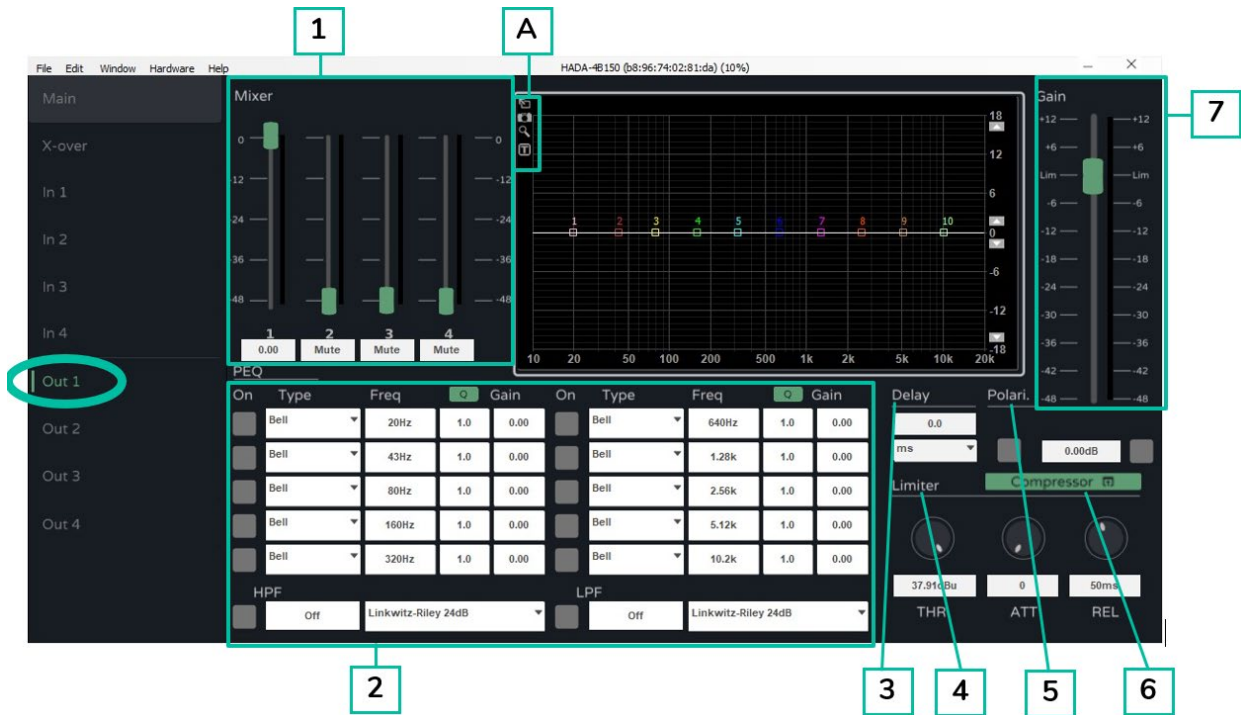 1
A
File Edit Window Hardware Help
HADA-4B150 (b8:96:74:02:81:da) (10%)
Main
X-over
In 1
In 2
In 3
In 4
Out 1
Out 2
Out 3
Out 4
Mixer
0 0
-12 -12
-24 -24
-36 -36
-48 -48
1 2 3 4
0.00 Mute Mute Mute
T
18
12
6
1 2 3 4 5 6 7 8 9 10
0
-6
-12
-18
10 20 50 100 200 500 1k 2k 5k 10k 20K
Gain
+12 +12
+6 +6
Lim Lim
-6 -6
-12 -12
-18 -18
-24 -24
-30 -30
-36 -36
-42 -42
-48 -48
7
PEQ
On Type Freq Q Gain On Type Freq Q Gain
Bell 20Hz 1.0 0.00 Bell 640Hz 1.0 0.00
Bell 43Hz 1.0 0.00 Bell 1.28k 1.0 0.00
Bell 80Hz 1.0 0.00 Bell 2.56k 1.0 0.00
Bell 160Hz 1.0 0.00 Bell 5.12k 1.0 0.00
Bell 320Hz 1.0 0.00 Bell 10.2k 1.0 0.00
HPF LPF
Off Linkwitz-Riley 24dB Off Linkwitz-Riley 24dB
Delay Polari.
0.0
ms 0.00dB
Limiter Compressor
37.91dBu 0 50ms
THR ATT REL
2 3 4 5 6